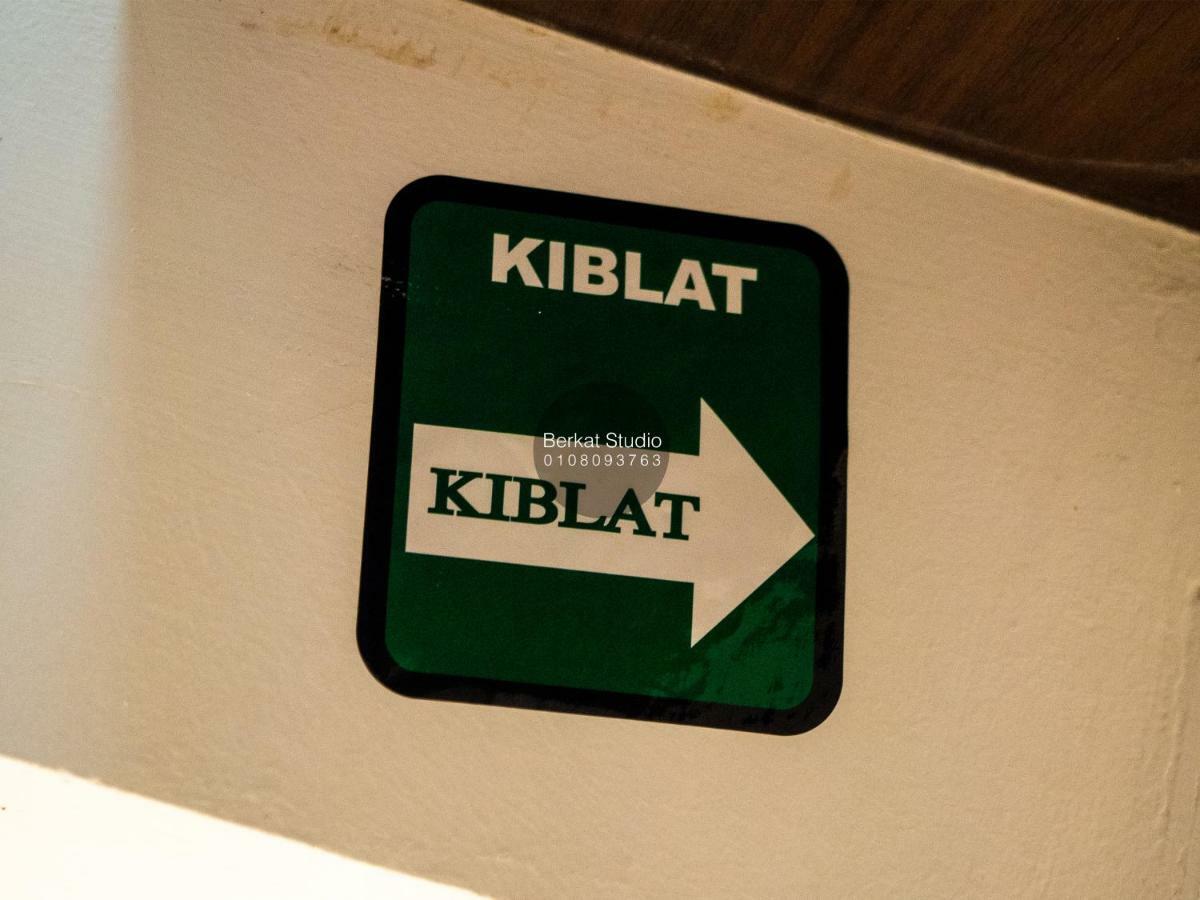 KIBLAT
Berkat Studio
0108093763
KIBLAT